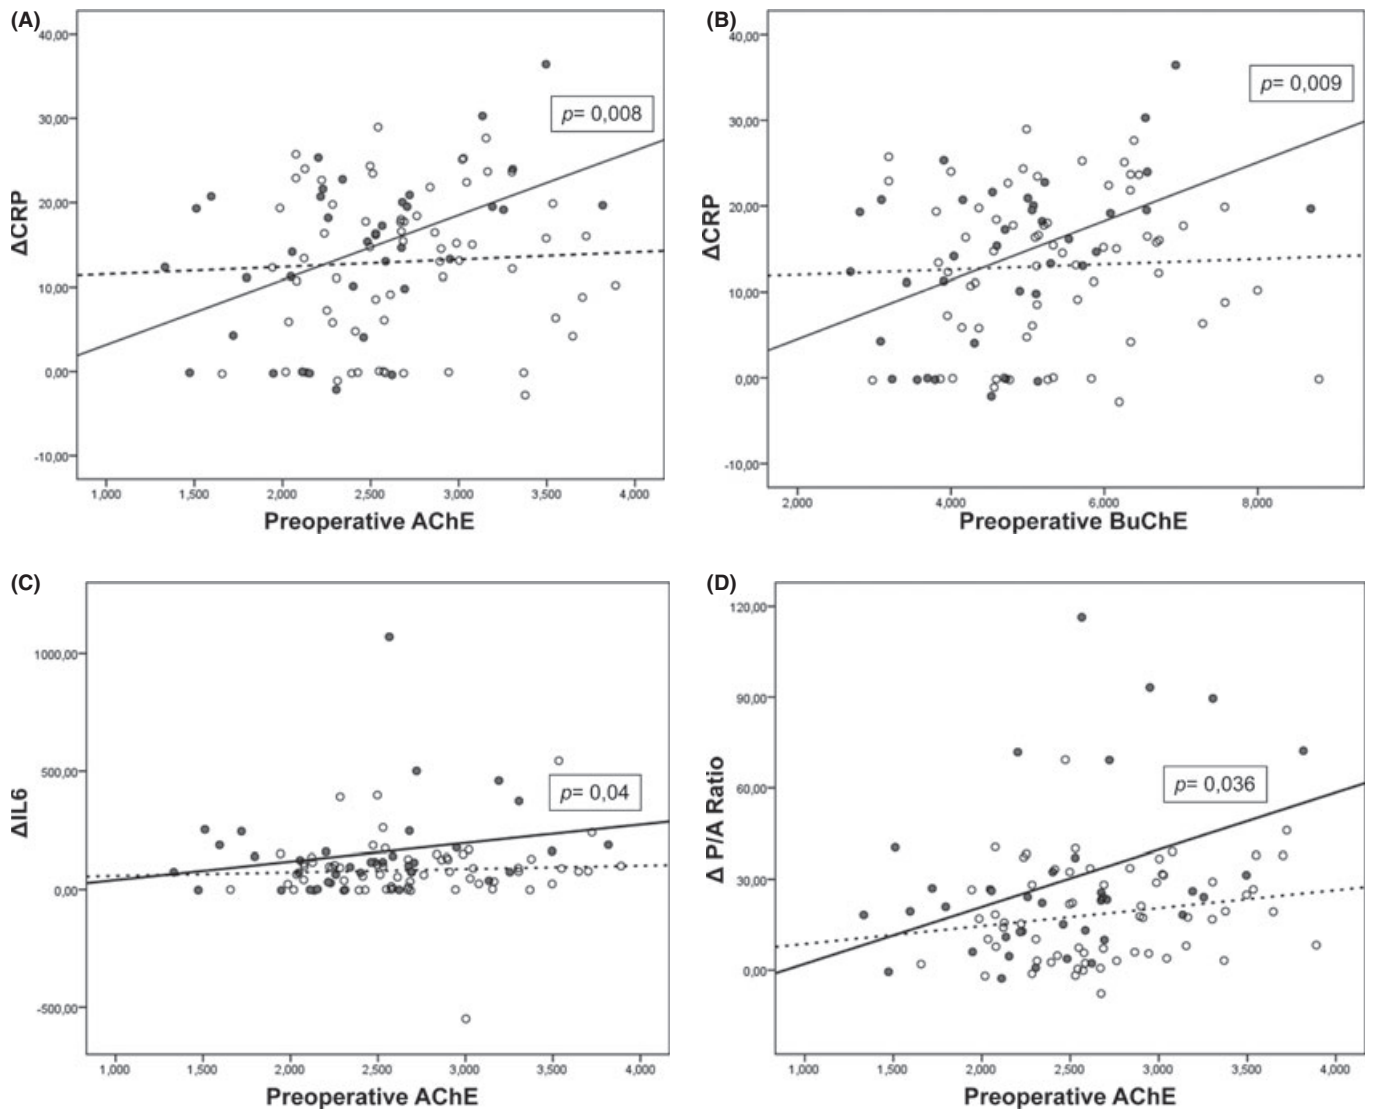 (A)
40,00
30,00
20,00
10,00
0,00
-10,00
ΔCRP
p= 0,008
1,000 1,500 2,000 2,500 3,000 3,500 4,000
Preoperative AChE
(B)
40,00
30,00
20,00
10,00
0,00
-10,00
ΔCRP
p= 0,009
2,000 4,000 6,000 8,000
Preoperative BuChE
(C)
1000,00
500,00
0,00
-500,00
ΔIL6
p= 0,04
1,000 1,500 2,000 2,500 3,000 3,500 4,000
Preoperative AChE
(D)
120,00
90,00
60,00
30,00
0,00
Δ P/A Ratio
p= 0,036
1,000 1,500 2,000 2,500 3,000 3,500 4,000
Preoperative AChE